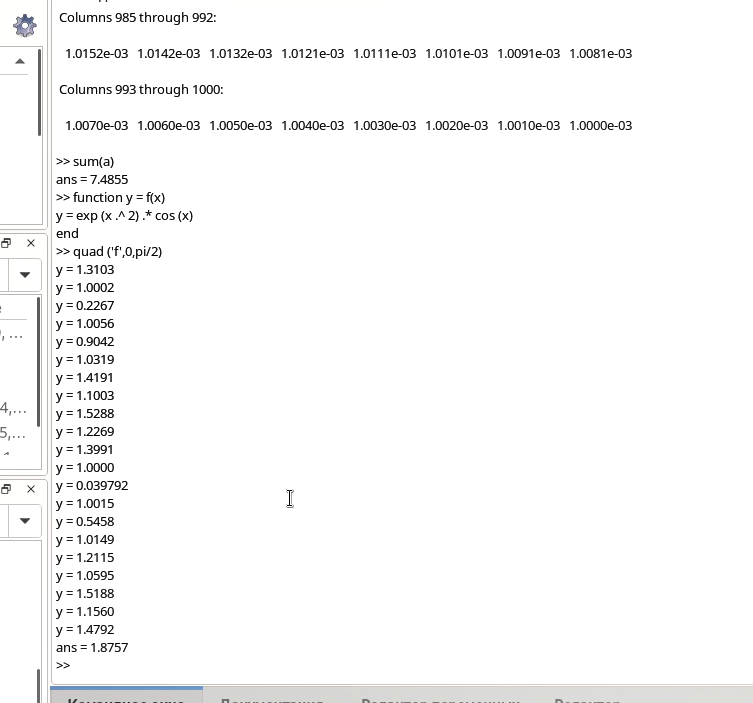 Columns 985 through 992:
1.0152e-03 1.0142e-03 1.0132e-03 1.0121e-03 1.0111e-03 1.0101e-03 1.0091e-03 1.0081e-03
Columns 993 through 1000:
1.0070e-03 1.0060e-03 1.0050e-03 1.0040e-03 1.0030e-03 1.0020e-03 1.0010e-03 1.0000e-03
>> sum(a)
ans = 7.4855
>> function y = f(x)
y = exp (x .^ 2) .* cos (x)
end
>> quad ('f',0,pi/2)
y = 1.3103
y = 1.0002
y = 0.2267
y = 1.0056
y = 0.9042
y = 1.0319
y = 1.4191
y = 1.1003
y = 1.5288
y = 1.2269
y = 1.3991
y = 1.0000
y = 0.039792
y = 1.0015
y = 0.5458
y = 1.0149
y = 1.2115
y = 1.0595
y = 1.5188
y = 1.1560
y = 1.4792
ans = 1.8757
>>
), ...
4,...
5,...
Командное окно Документация Редактор переменных Редактор